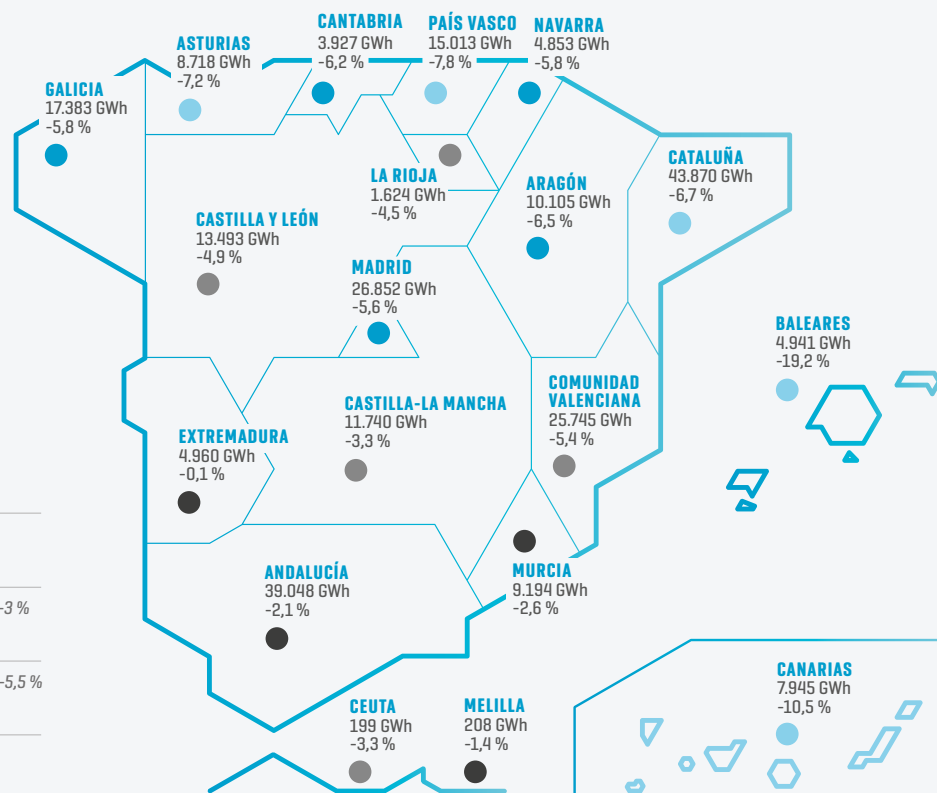 CANTABRIA
3.927 GWh
-6,2 %
PAÍS VASCO
15.013 GWh
-7,8 %
NAVARRA
4.853 GWh
-5,8 %
ASTURIAS
8.718 GWh
-7,2 %
GALICIA
17.383 GWh
-5,8 %
LA RIOJA
1.624 GWh
-4,5 %
ARAGÓN
10.105 GWh
-6,5 %
CATALUÑA
43.870 GWh
-6,7 %
CASTILLA Y LEÓN
13.493 GWh
-4,9 %
MADRID
26.852 GWh
-5,6 %
BALEARES
4.941 GWh
-19,2 %
COMUNIDAD
VALENCIANA
25.745 GWh
-5,4 %
CASTILLA-LA MANCHA
11.740 GWh
-3,3 %
EXTREMADURA
4.960 GWh
-0,1 %
ANDALUCÍA
39.048 GWh
-2,1 %
MURCIA
9.194 GWh
-2,6 %
-3 %
-5,5 %
CANARIAS
7.945 GWh
-10,5 %
CEUTA
199 GWh
-3,3 %
MELILLA
208 GWh
-1,4 %